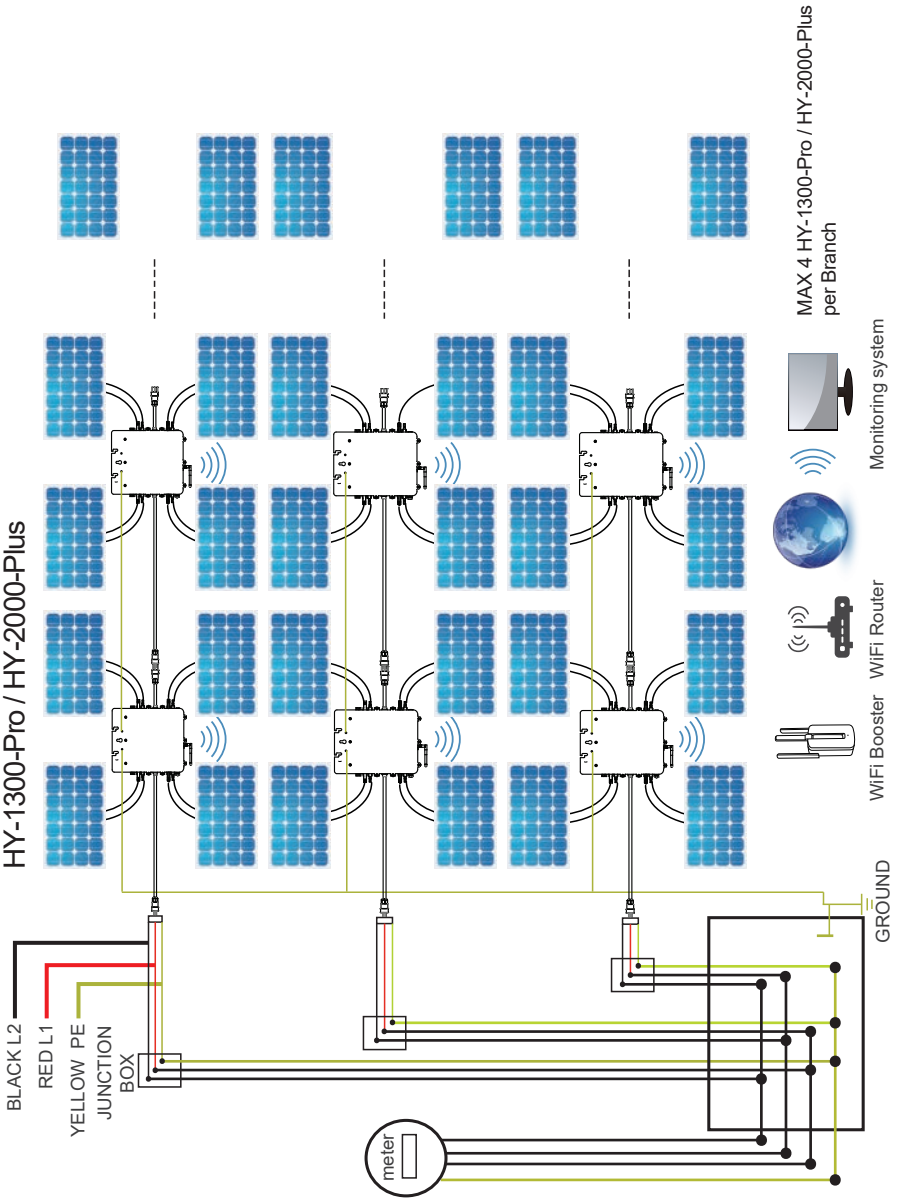 HY-1300-Pro / HY-2000-Plus
BLACK L2
RED L1
YELLOW PE
JUNCTION
BOX
meter
GROUND
WiFi Booster
WiFi Router
Monitoring system
MAX 4 HY-1300-Pro / HY-2000-Plus
per Branch